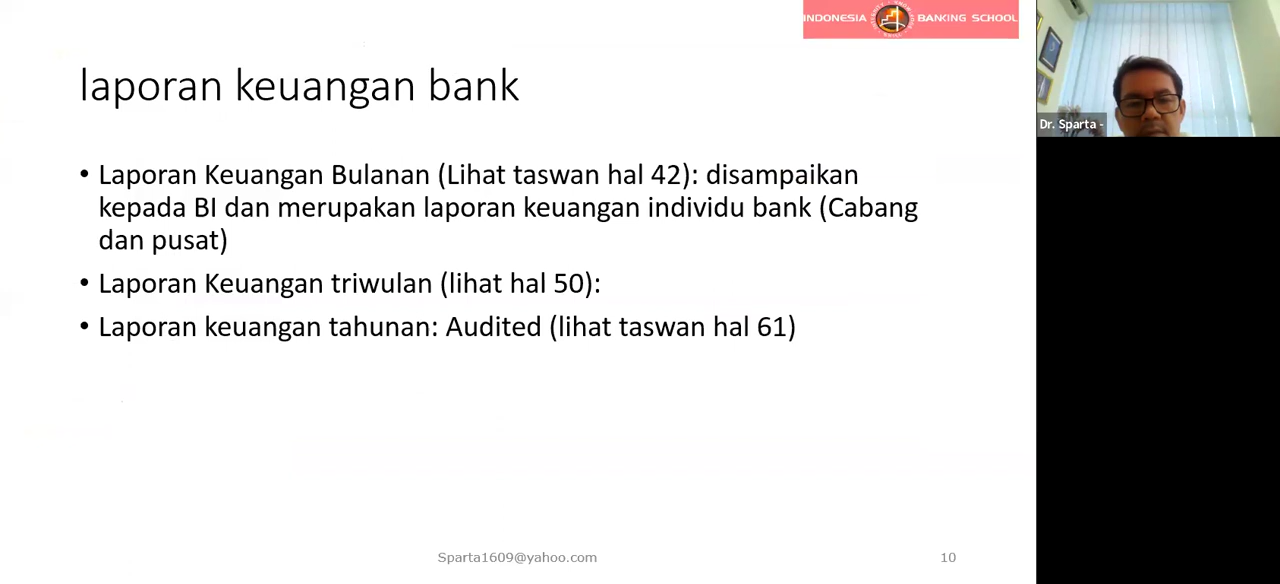 INDONESIA BANKING SCHOOL
laporan keuangan bank
Dr. Sparta -
• Laporan Keuangan Bulanan (Lihat taswan hal 42): disampaikan
kepada BI dan merupakan laporan keuangan individu bank (Cabang
dan pusat)
• Laporan Keuangan triwulan (lihat hal 50):
• Laporan keuangan tahunan: Audited (lihat taswan hal 61)
Sparta1609@yahoo.com 10